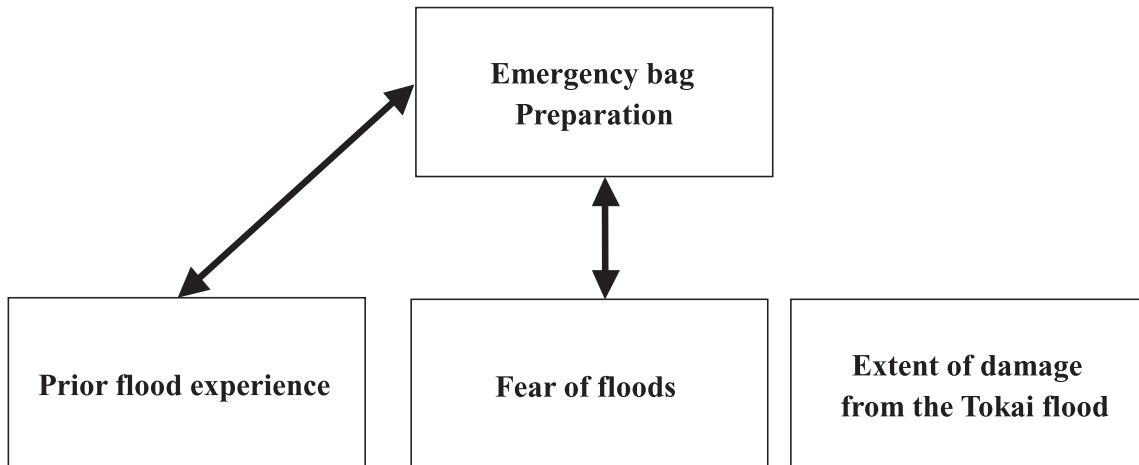 Emergency bag
Preparation
Prior flood experience
Fear of floods
Extent of damage
from the Tokai flood